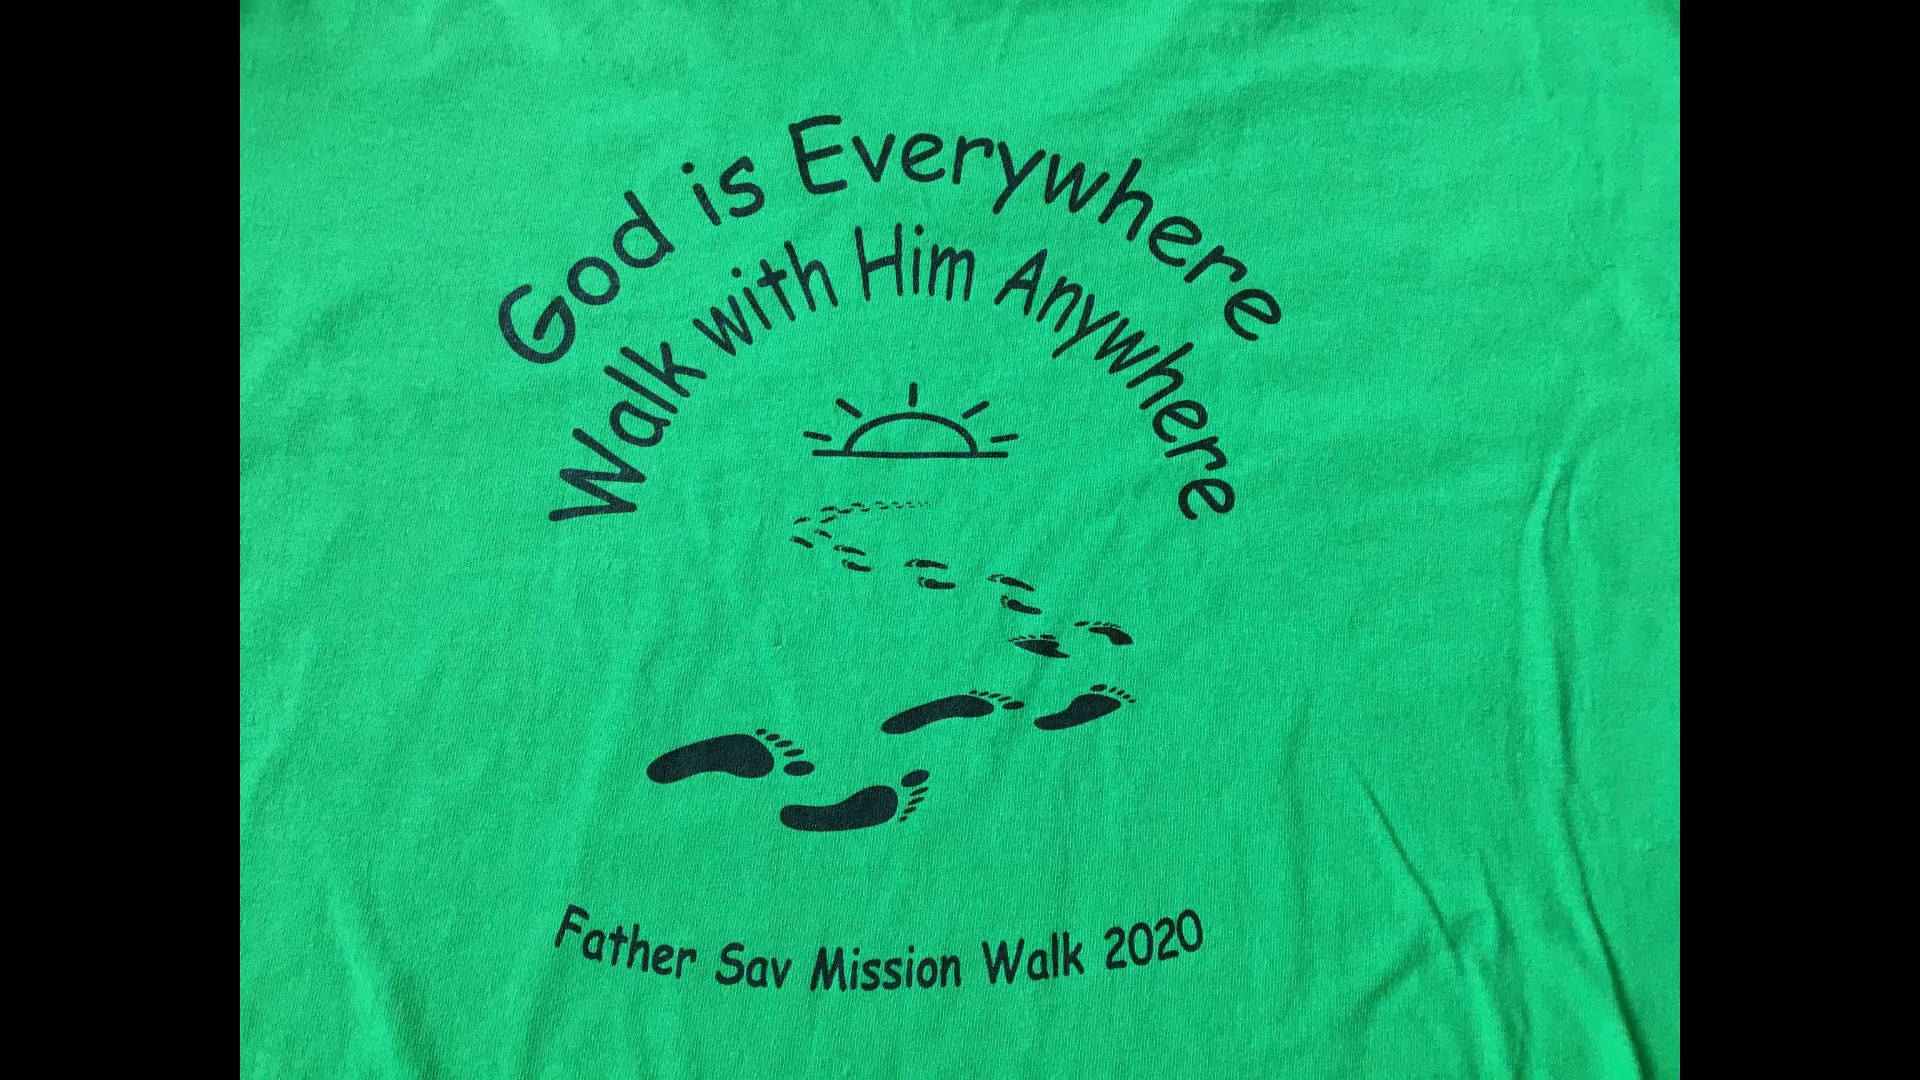 God is Everywhere
Walk with Him Anywhere
Father Sav Mission Walk 2020